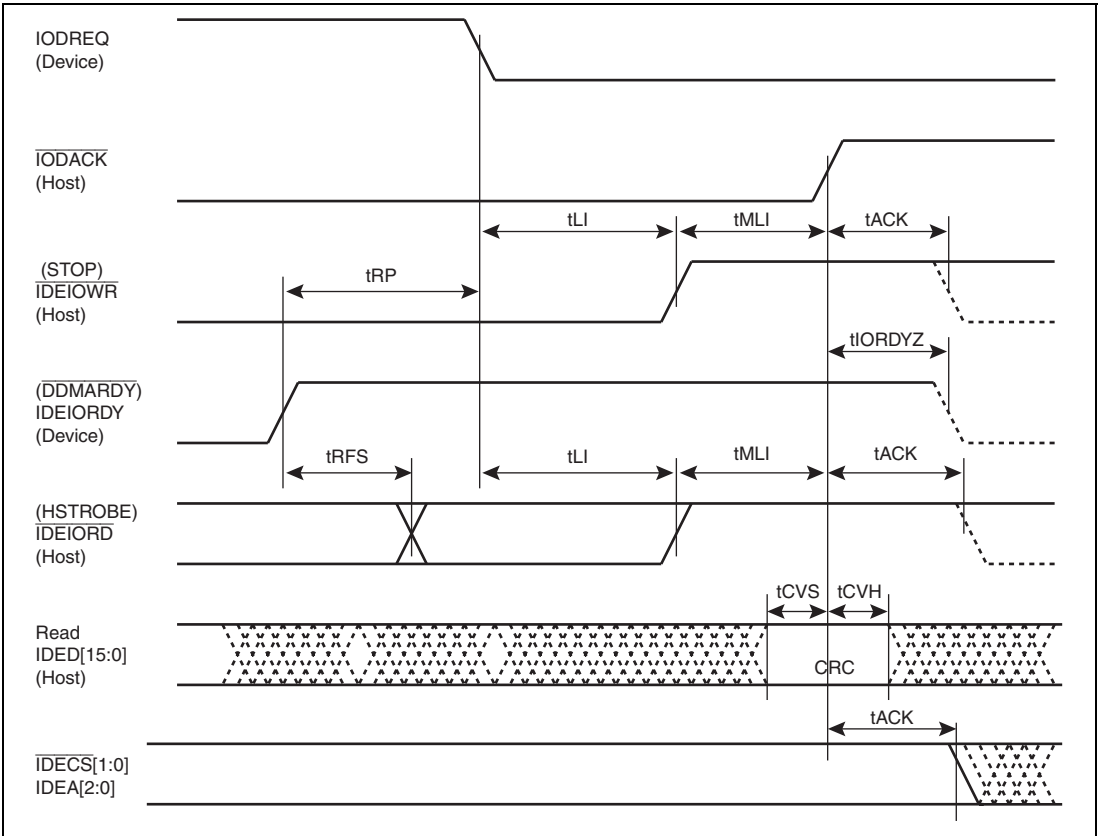 IODREQ
(Device)
IODACK
(Host)
tLI
tMLI
tACK
(STOP)
IDEIOWR
(Host)
tRP
tIORDYZ
(DDMARDY)
IDEIORDY
(Device)
tRFS
tLI
tMLI
tACK
(HSTROBE)
IDEIORD
(Host)
tCVS
tCVH
Read
IDED[15:0]
(Host)
CRC
tACK
IDECS[1:0]
IDEA[2:0]